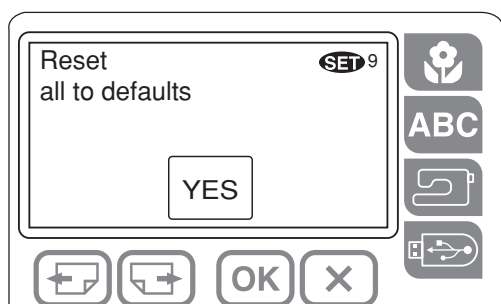 Reset
SET 9
all to defaults
YES
ABC
OK